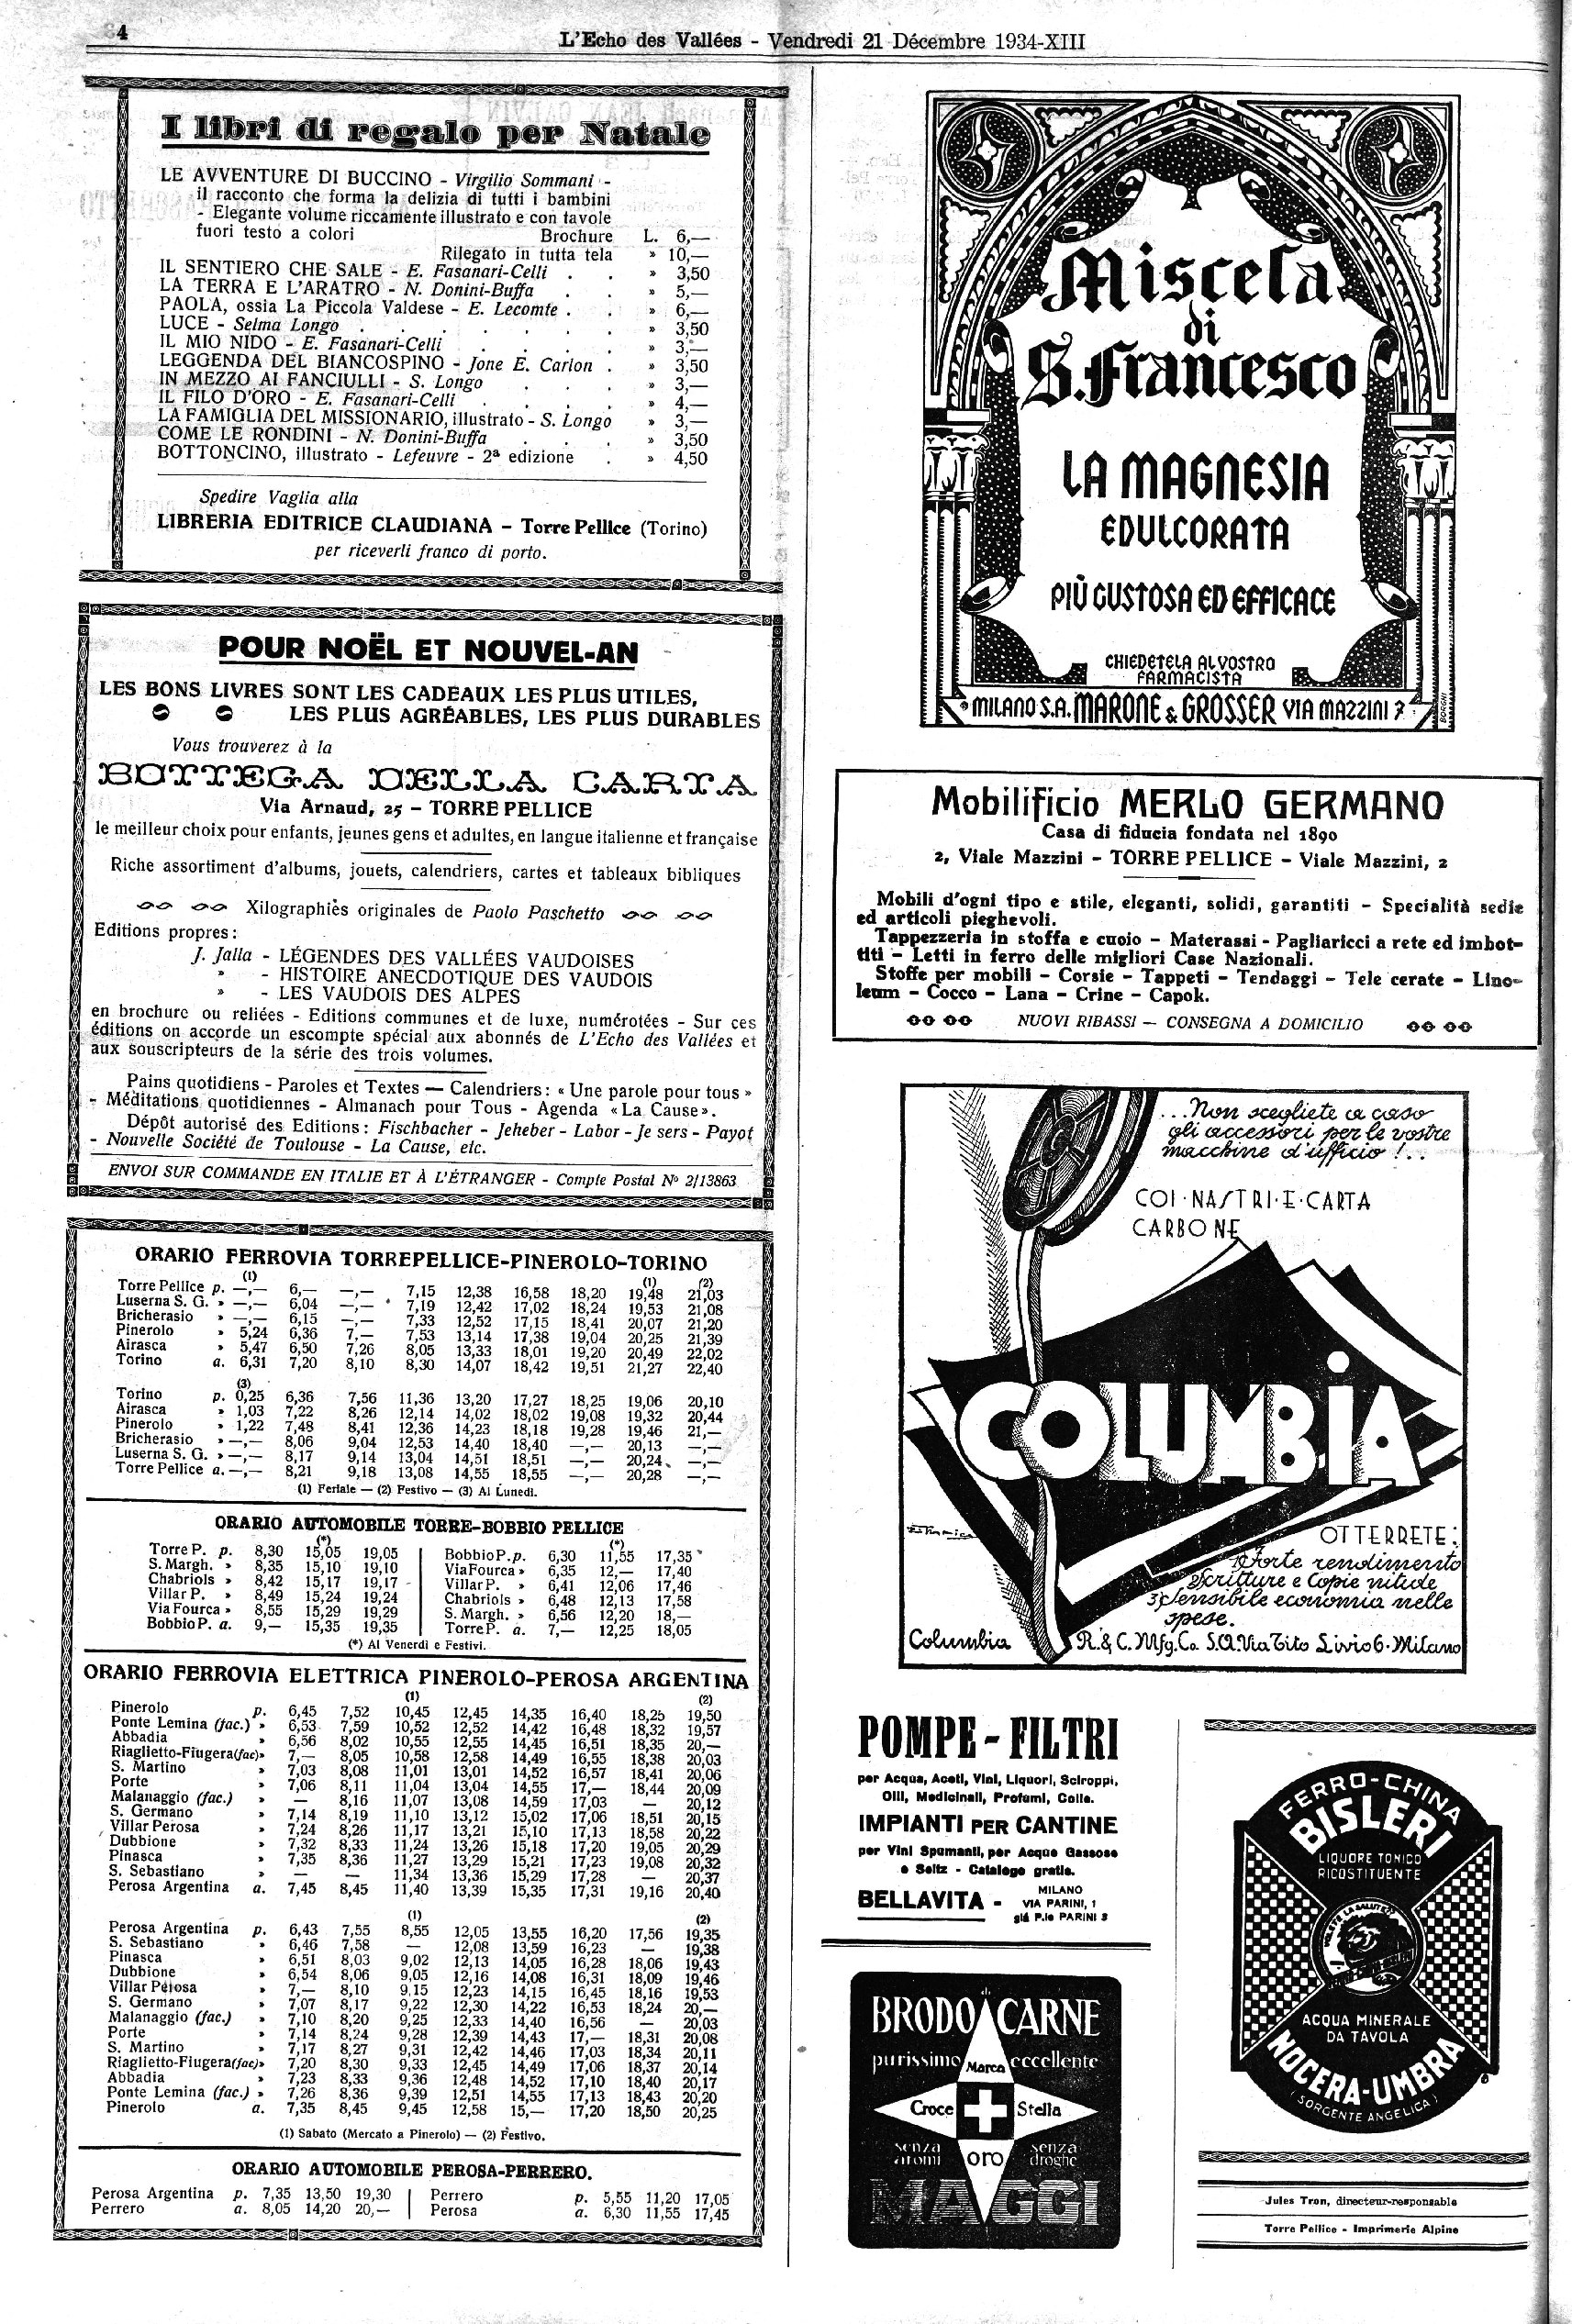 4
L'Echo des Vallées - Vendredi 21 Décembre 1934-XIII
I libri di regalo per Natale
LE AVVENTURE DI BUCCINO - Virgilio Sommani -
il racconto che forma la delizia di tutti i bambini
- Elegante volume riccamente illustrato e con tavole
fuori testo a colori Brochure L. 6,—
Rilegato in tutta tela » 10,—
IL SENTIERO CHE SALE - E. Fasanari-Celli . . » 3,50
LA TERRA E L'ARATRO - N. Donini-Buffa . . » 5,—
PAOLA, ossia La Piccola Valdese - E. Lecomte . . » 6,—
LUCE - Selma Longo . . . . . . . » 3,50
IL MIO NIDO - E. Fasanari-Celli . . . . » 3,—
LEGGENDA DEL BIANCOSPINO - Jone E. Carlon . » 3,50
IN MEZZO AI FANCIULLI - S. Longo . . . » 3,—
IL FILO D'ORO - E. Fasanari-Celli . . . . » 4,—
LA FAMIGLIA DEL MISSIONARIO, illustrato - S. Longo » 3,—
COME LE RONDINI - N. Donini-Buffa . . . » 3,50
BOTTONCINO, illustrato - Lefeuvre - 2ª edizione . » 4,50
Spedire Vaglia alla
LIBRERIA EDITRICE CLAUDIANA - Torre Pellice (Torino)
per riceverli franco di porto.
POUR NOËL ET NOUVEL-AN
LES BONS LIVRES SONT LES CADEAUX LES PLUS UTILES,
LES PLUS AGRÉABLES, LES PLUS DURABLES
Vous trouverez à la
BOTTEGA DELLA CARTA
Via Arnaud, 25 - TORRE PELLICE
le meilleur choix pour enfants, jeunes gens et adultes, en langue italienne et française
Riche assortiment d'albums, jouets, calendriers, cartes et tableaux bibliques
Xilographies originales de Paolo Paschetto
Editions propres:
J. Jalla - LÉGENDES DES VALLÉES VAUDOISES
» - HISTOIRE ANECDOTIQUE DES VAUDOIS
» - LES VAUDOIS DES ALPES
en brochure ou reliées - Editions communes et de luxe, numérotées - Sur ces
éditions on accorde un escompte spécial aux abonnés de L'Echo des Vallées et
aux souscripteurs de la série des trois volumes.
Pains quotidiens - Paroles et Textes — Calendriers: « Une parole pour tous »
- Méditations quotidiennes - Almanach pour Tous - Agenda « La Cause ».
Dépôt autorisé des Editions: Fischbacher - Jeheber - Labor - Je sers - Payot
- Nouvelle Société de Toulouse - La Cause, etc.
ENVOI SUR COMMANDE EN ITALIE ET À L'ÉTRANGER - Compte Postal Nº 2/13863
ORARIO FERROVIA TORREPELLICE-PINEROLO-TORINO
(1) (1) (2)
Torre Pellice p. —,— 6,— —,— 7,15 12,38 16,58 18,20 19,48 21,03
Luserna S. G. » —,— 6,04 —,— 7,19 12,42 17,02 18,24 19,53 21,08
Bricherasio » —,— 6,15 —,— 7,33 12,52 17,15 18,41 20,07 21,20
Pinerolo » 5,24 6,36 7,— 7,53 13,14 17,38 19,04 20,25 21,39
Airasca » 5,47 6,50 7,26 8,05 13,33 18,01 19,20 20,49 22,02
Torino a. 6,31 7,20 8,10 8,30 14,07 18,42 19,51 21,27 22,40
(3)
Torino p. 0,25 6,36 7,56 11,36 13,20 17,27 18,25 19,06 20,10
Airasca » 1,03 7,22 8,26 12,14 14,02 18,02 19,08 19,32 20,44
Pinerolo » 1,22 7,48 8,41 12,36 14,23 18,18 19,28 19,46 21,—
Bricherasio » —,— 8,06 9,04 12,53 14,40 18,40 —,— 20,13 —,—
Luserna S. G. » —,— 8,17 9,14 13,04 14,51 18,51 —,— 20,24 —,—
Torre Pellice a. —,— 8,21 9,18 13,08 14,55 18,55 —,— 20,28 —,—
(1) Feriale — (2) Festivo — (3) Al Lunedì.
ORARIO AUTOMOBILE TORRE-BOBBIO PELLICE
(*) (*)
Torre P. p. 8,30 15,05 19,05 Bobbio P. p. 6,30 11,55 17,35
S. Margh. » 8,35 15,10 19,10 Via Fourca » 6,35 12,— 17,40
Chabriols » 8,42 15,17 19,17 Villar P. » 6,41 12,06 17,46
Villar P. » 8,49 15,24 19,24 Chabriols » 6,48 12,13 17,58
Via Fourca » 8,55 15,29 19,29 S. Margh. » 6,56 12,20 18,—
Bobbio P. a. 9,— 15,35 19,35 Torre P. a. 7,— 12,25 18,05
(*) Al Venerdì e Festivi.
ORARIO FERROVIA ELETTRICA PINEROLO-PEROSA ARGENTINA
(1) (2)
Pinerolo p. 6,45 7,52 10,45 12,45 14,35 16,40 18,25 19,50
Ponte Lemina (fac.) » 6,53 7,59 10,52 12,52 14,42 16,48 18,32 19,57
Abbadia » 6,56 8,02 10,55 12,55 14,45 16,51 18,35 20,—
Riaglietto-Fiugera (fac) » 7,— 8,05 10,58 12,58 14,49 16,55 18,38 20,03
S. Martino » 7,03 8,08 11,01 13,01 14,52 16,57 18,41 20,06
Porte » 7,06 8,11 11,04 13,04 14,55 17,— 18,44 20,09
Malanaggio (fac.) » — 8,16 11,07 13,08 14,59 17,03 — 20,12
S. Germano » 7,14 8,19 11,10 13,12 15,02 17,06 18,51 20,15
Villar Perosa » 7,24 8,26 11,17 13,21 15,10 17,13 18,58 20,22
Dubbione » 7,32 8,33 11,24 13,26 15,18 17,20 19,05 20,29
Pinasca » 7,35 8,36 11,27 13,29 15,21 17,23 19,08 20,32
S. Sebastiano » — — 11,34 13,36 15,29 17,28 — 20,37
Perosa Argentina a. 7,45 8,45 11,40 13,39 15,35 17,31 19,16 20,40
(1) (2)
Perosa Argentina p. 6,43 7,55 8,55 12,05 13,55 16,20 17,56 19,35
S. Sebastiano » 6,46 7,58 — 12,08 13,59 16,23 — 19,38
Pinasca » 6,51 8,03 9,02 12,13 14,05 16,28 18,06 19,43
Dubbione » 6,54 8,06 9,05 12,16 14,08 16,31 18,09 19,46
Villar Perosa » 7,— 8,10 9,15 12,23 14,15 16,45 18,16 19,53
S. Germano » 7,07 8,17 9,22 12,30 14,22 16,53 18,24 20,—
Malanaggio (fac.) » 7,10 8,20 9,25 12,33 14,40 16,56 — 20,03
Porte » 7,14 8,24 9,28 12,39 14,43 17,— 18,31 20,08
S. Martino » 7,17 8,27 9,31 12,42 14,46 17,03 18,34 20,11
Riaglietto-Fiugera (fac) » 7,20 8,30 9,33 12,45 14,49 17,06 18,37 20,14
Abbadia » 7,23 8,33 9,36 12,48 14,52 17,10 18,40 20,17
Ponte Lemina (fac.) » 7,26 8,36 9,39 12,51 14,55 17,13 18,43 20,20
Pinerolo a. 7,35 8,45 9,45 12,58 15,— 17,20 18,50 20,25
(1) Sabato (Mercato a Pinerolo) — (2) Festivo.
ORARIO AUTOMOBILE PEROSA-PERRERO.
Perosa Argentina p. 7,35 13,50 19,30 Perrero p. 5,55 11,20 17,05
Perrero a. 8,05 14,20 20,— Perosa a. 6,30 11,55 17,45
Miscela
di
S. Francesco
LA MAGNESIA
EDULCORATA
PIÙ GUSTOSA ED EFFICACE
CHIEDETELA AL VOSTRO
FARMACISTA
MILANO S.A. MARONE & GROSSER VIA MAZZINI 7
BORGNI
Mobilificio MERLO GERMANO
Casa di fiducia fondata nel 1890
2, Viale Mazzini - TORRE PELLICE - Viale Mazzini, 2
Mobili d'ogni tipo e stile, eleganti, solidi, garantiti - Specialità sedie
ed articoli pieghevoli.
Tappezzeria in stoffa e cuoio - Materassi - Pagliaricci a rete ed imbot-
titi - Letti in ferro delle migliori Case Nazionali.
Stoffe per mobili - Corsie - Tappeti - Tendaggi - Tele cerate - Lino-
leum - Cocco - Lana - Crine - Capok.
NUOVI RIBASSI — CONSEGNA A DOMICILIO
...Non scegliete a caso
gli accessori per le vostre
macchine d'ufficio!..
COI·NASTRI·E·CARTA
CARBONE
COLUMBIA
OTTERRETE:
1) Forte rendimento
2) Scritture e Copie nitide
3) Sensibile economia nelle
spese.
Columbia R. & C. Mfg. Co. S.A. Via Tito Livio 6·Milano
POMPE - FILTRI
per Acqua, Aceti, Vini, Liquori, Sciroppi,
Olii, Medicinali, Profumi, Colle.
IMPIANTI PER CANTINE
per Vini Spumanti, per Acque Gassose
e Seltz - Catalogo gratis.
BELLAVITA -
MILANO
VIA PARINI, 1
già P.le PARINI 3
BRODO di CARNE
purissimo Marca eccellente
Croce Stella
senza aromi oro senza droghe
MAGGI
FERRO-CHINA
BISLERI
LIQUORE TONICO
RICOSTITUENTE
VOLETE LA SALUTE?
ACQUA MINERALE
DA TAVOLA
NOCERA-UMBRA
(SORGENTE ANGELICA)
Jules Tron, directeur-responsable
Torre Pellice - Imprimerie Alpine